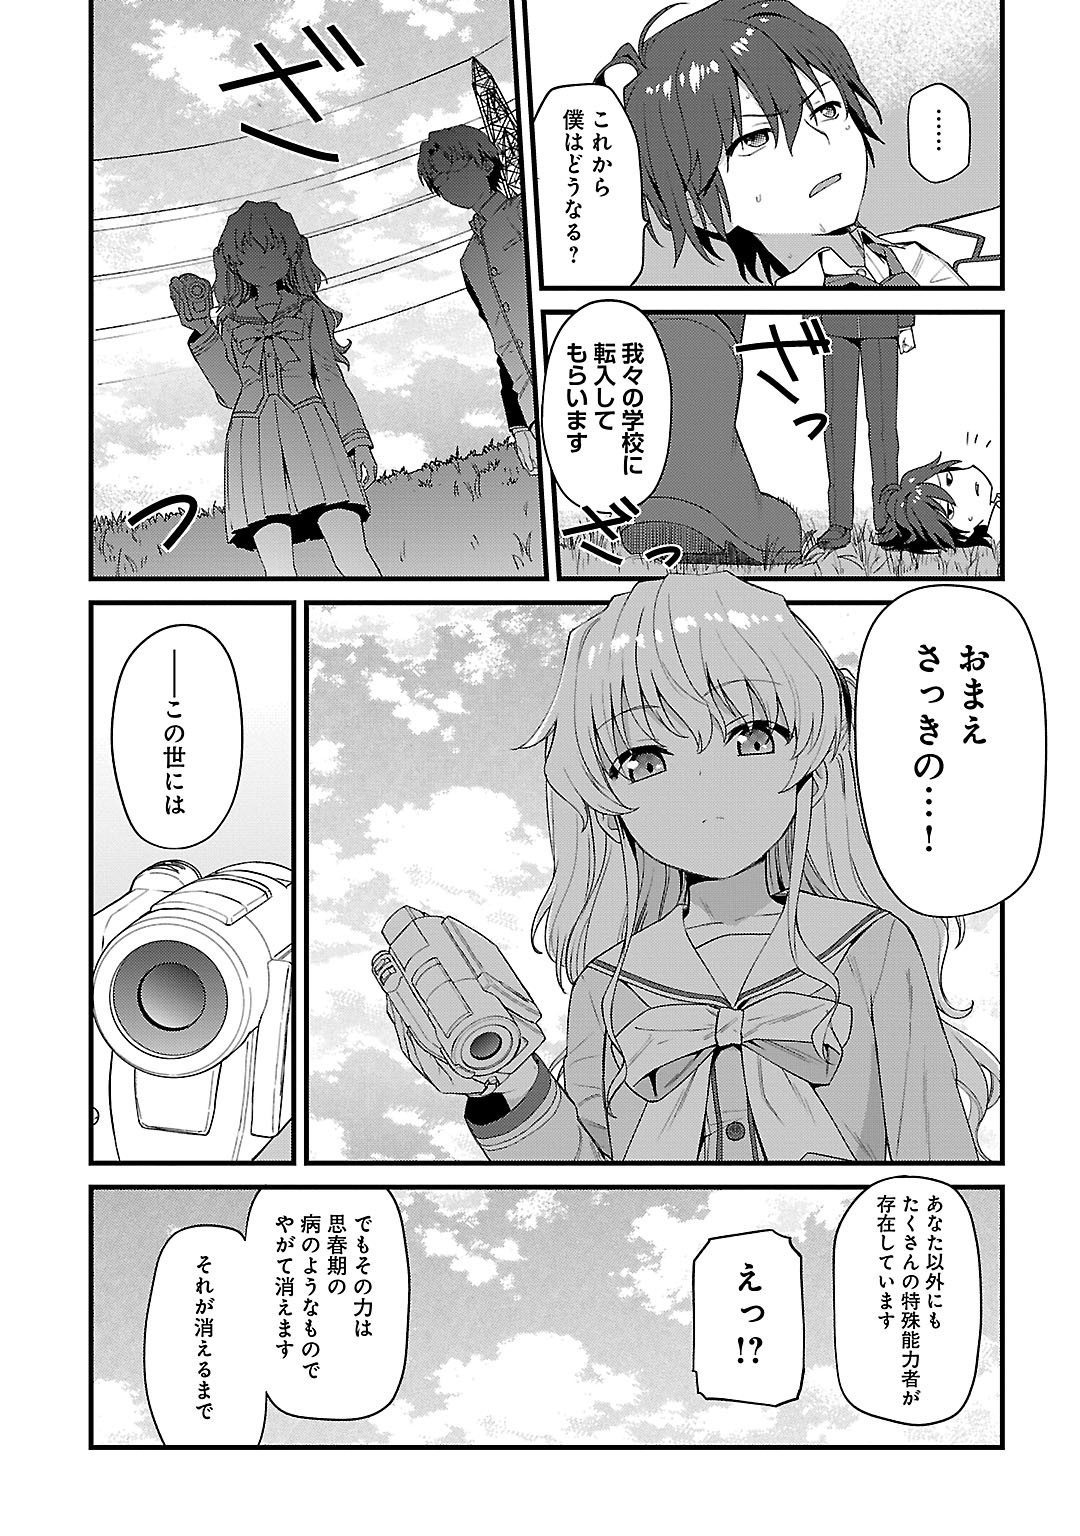 ……
これから
僕はどうなる?
我々の学校に
転入して
もらいます
ザッ
ザッ
ザッ
おまえ
さっきの…!
──この世には
あなた以外にも
たくさんの特殊能力者が
存在しています
えっ!?
でもその力は
思春期の
病のようなもので
やがて消えます
それが消えるまで